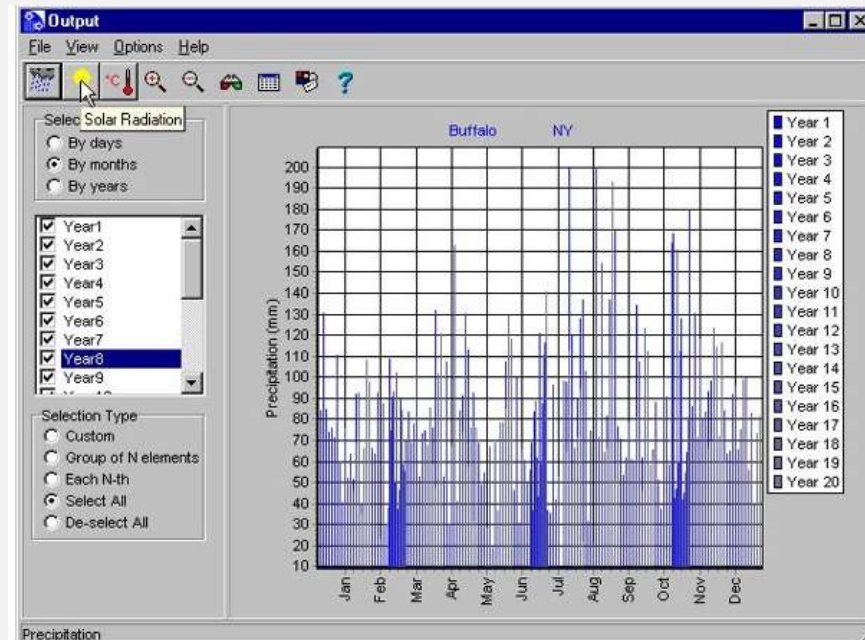 Output
File View Options Help
°C
?
Selec
Solar Radiation
By days
By months
By years
Year1
Year2
Year3
Year4
Year5
Year6
Year7
Year8
Year9
Selection Type
Custom
Group of N elements
Each N-th
Select All
De-select All
Buffalo NY
Precipitation (mm)
200
190
180
170
160
150
140
130
120
110
100
90
80
70
60
50
40
30
20
10
Jan
Feb
Mar
Apr
May
Jun
Jul
Aug
Sep
Oct
Nov
Dec
Year 1
Year 2
Year 3
Year 4
Year 5
Year 6
Year 7
Year 8
Year 9
Year 10
Year 11
Year 12
Year 13
Year 14
Year 15
Year 16
Year 17
Year 18
Year 19
Year 20
Precipitation